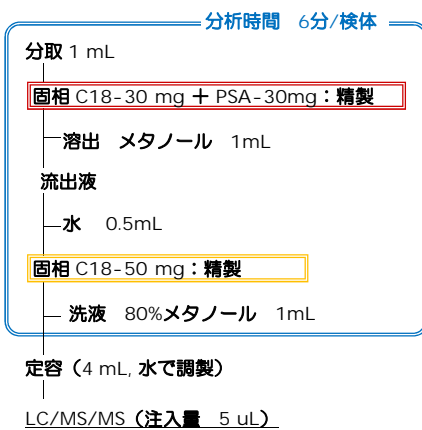 分析時間　6分/検体
分取 1 mL
固相 C18-30 mg ＋ PSA-30mg：精製
溶出　メタノール　1mL
流出液
水　0.5mL
固相 C18-50 mg：精製
洗液　80%メタノール　1mL
定容（4 mL, 水で調製）
LC/MS/MS（注入量　5 uL）